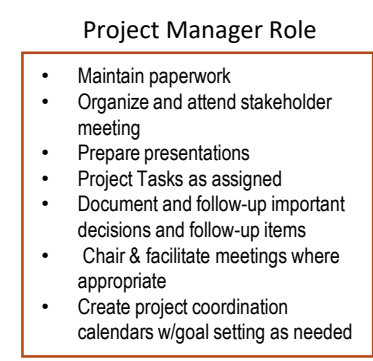 Project Manager Role
• Maintain paperwork
• Organize and attend stakeholder
meeting
• Prepare presentations
• Project Tasks as assigned
• Document and follow-up important
decisions and follow-up items
• Chair & facilitate meetings where
appropriate
• Create project coordination
calendars w/goal setting as needed